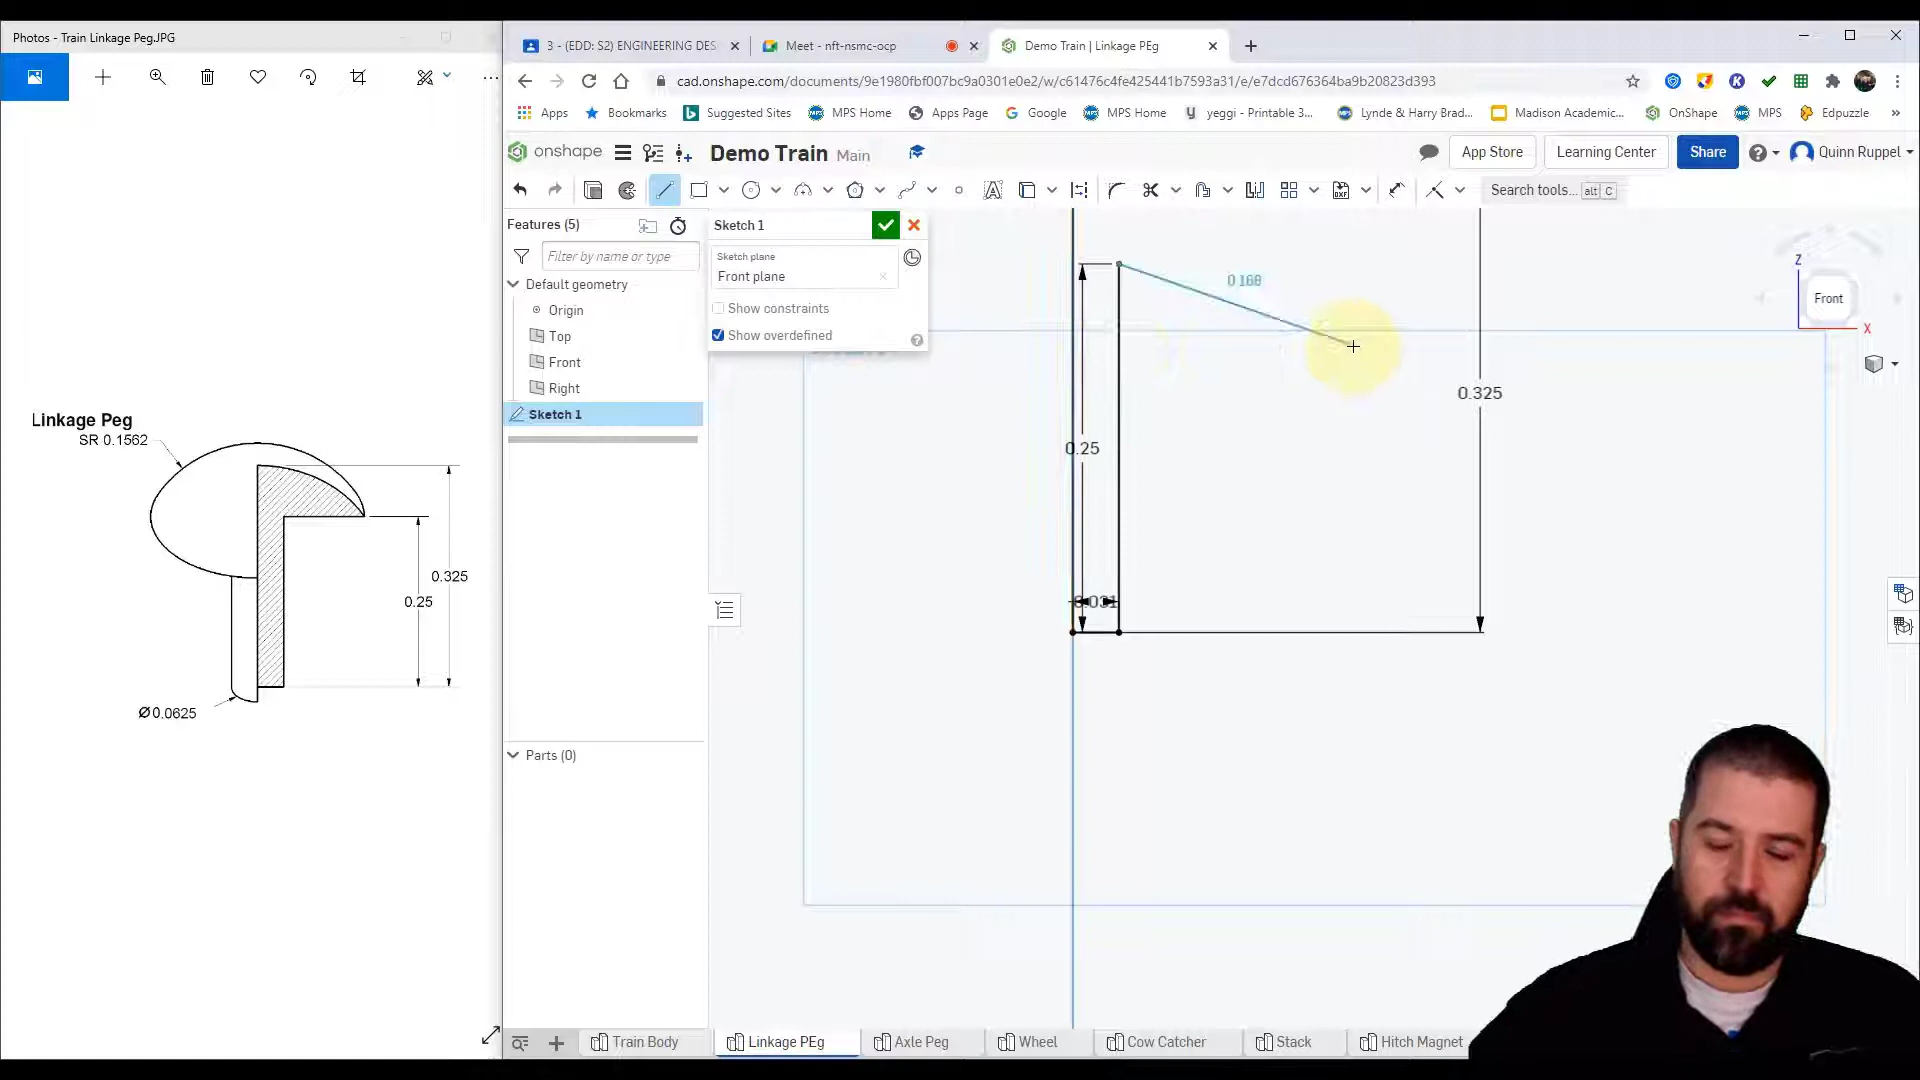 Photos - Train Linkage Peg.JPG
Linkage Peg
SR 0.1562
0.325
0.25
Ø0.0625
3 - (EDD: S2) ENGINEERING DES
Meet - nft-nsmc-ocp
Demo Train | Linkage PEg
cad.onshape.com/documents/9e1980fbf007bc9a0301e0e2/w/c61476c4fe425441b7593a31/e/e7dcd676364ba9b20823d393
Apps
Bookmarks
Suggested Sites
MPS Home
Apps Page
Google
MPS Home
yeggi - Printable 3...
Lynde & Harry Brad...
Madison Academic...
OnShape
MPS
Edpuzzle
»
onshape
Demo Train Main
App Store
Learning Center
Share
Quinn Ruppel
Search tools... alt C
Features (5)
Filter by name or type
Default geometry
Origin
Top
Front
Right
Sketch 1
Parts (0)
Sketch 1
Sketch plane
Front plane
Show constraints
Show overdefined
0.168
0.325
0.25
0.031
Z
Front
X
Train Body
Linkage PEg
Axle Peg
Wheel
Cow Catcher
Stack
Hitch Magnet